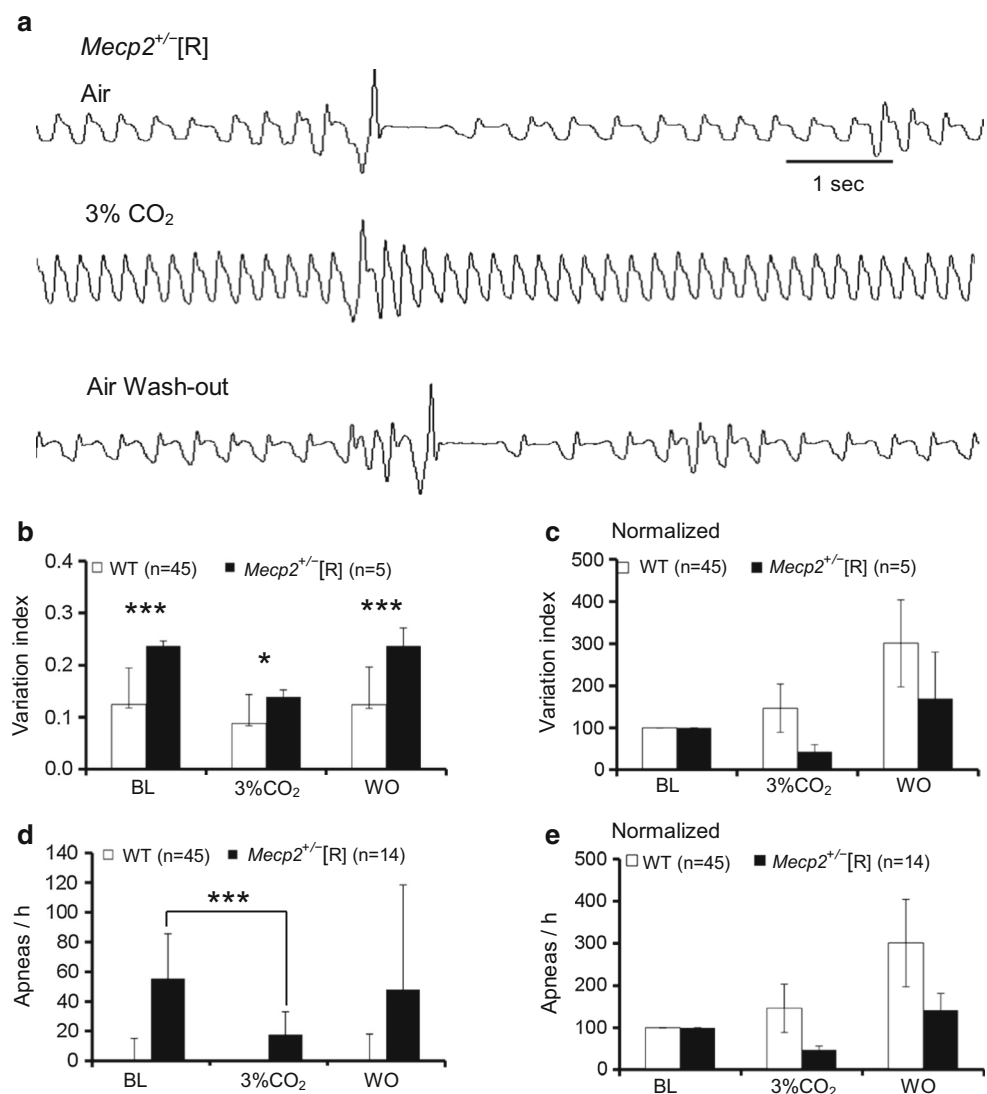 a
Mecp2+/−[R]
Air
1 sec
3% CO₂
Air Wash-out
b
WT (n=45) Mecp2+/−[R] (n=5)
0.4
0.3
0.2
0.1
0.0
Variation index
***
*
***
BL 3%CO₂ WO
c
Normalized
WT (n=45) Mecp2+/−[R] (n=5)
500
400
300
200
100
0
Variation index
BL 3%CO₂ WO
d
WT (n=45) Mecp2+/−[R] (n=14)
140
120
100
80
60
40
20
0
Apneas / h
***
BL 3%CO₂ WO
e
Normalized
WT (n=45) Mecp2+/−[R] (n=14)
500
400
300
200
100
0
Apneas / h
BL 3%CO₂ WO